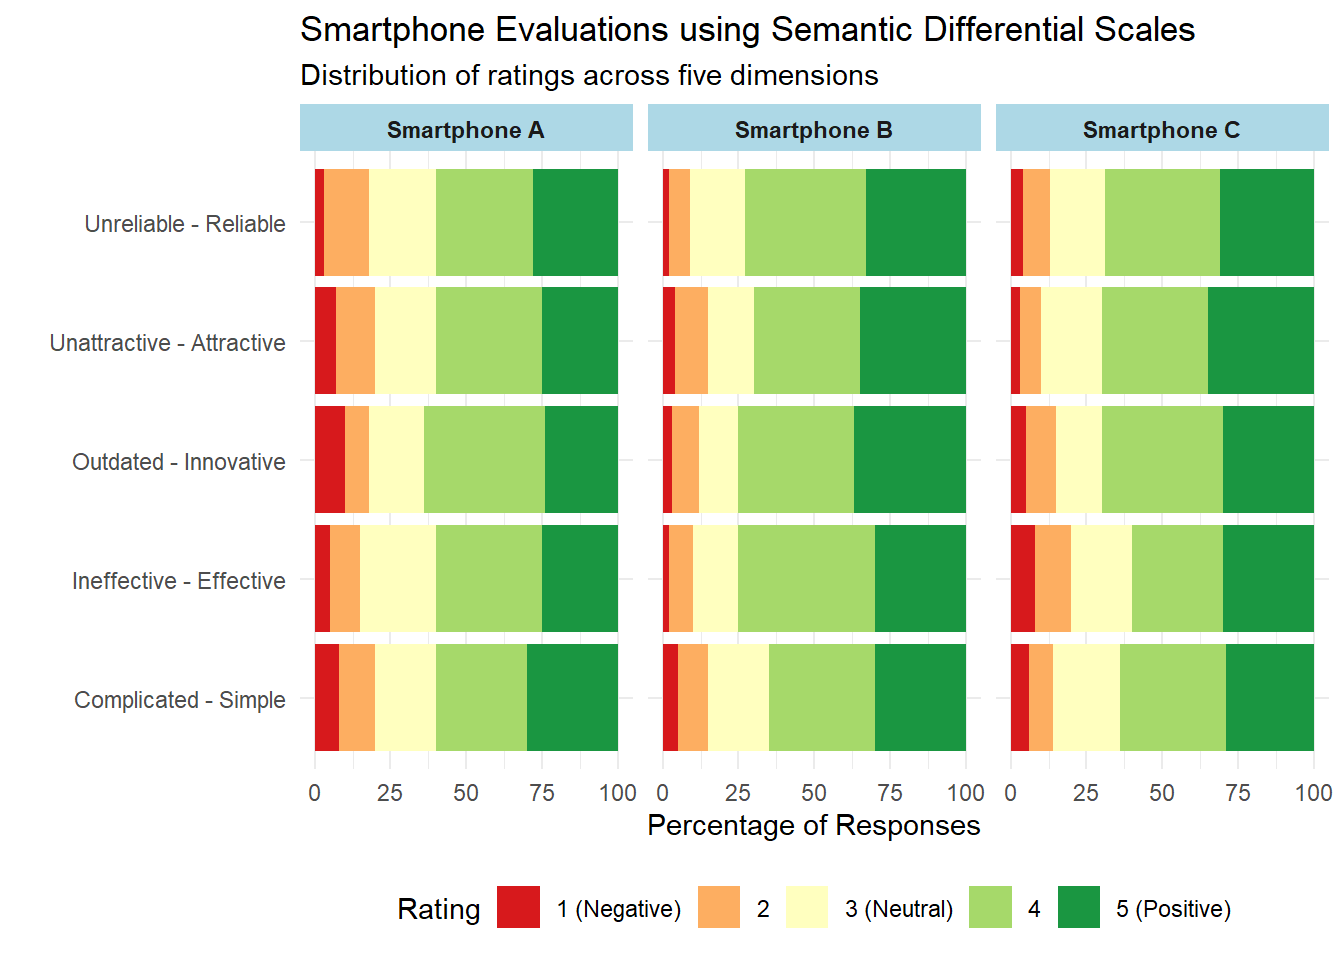 Smartphone Evaluations using Semantic Differential Scales
Distribution of ratings across five dimensions
Smartphone A
Smartphone B
Smartphone C
Unreliable - Reliable
Unattractive - Attractive
Outdated - Innovative
Ineffective - Effective
Complicated - Simple
0 25 50 75 100 0 25 50 75 100 0 25 50 75 100
Percentage of Responses
Rating 1 (Negative) 2 3 (Neutral) 4 5 (Positive)